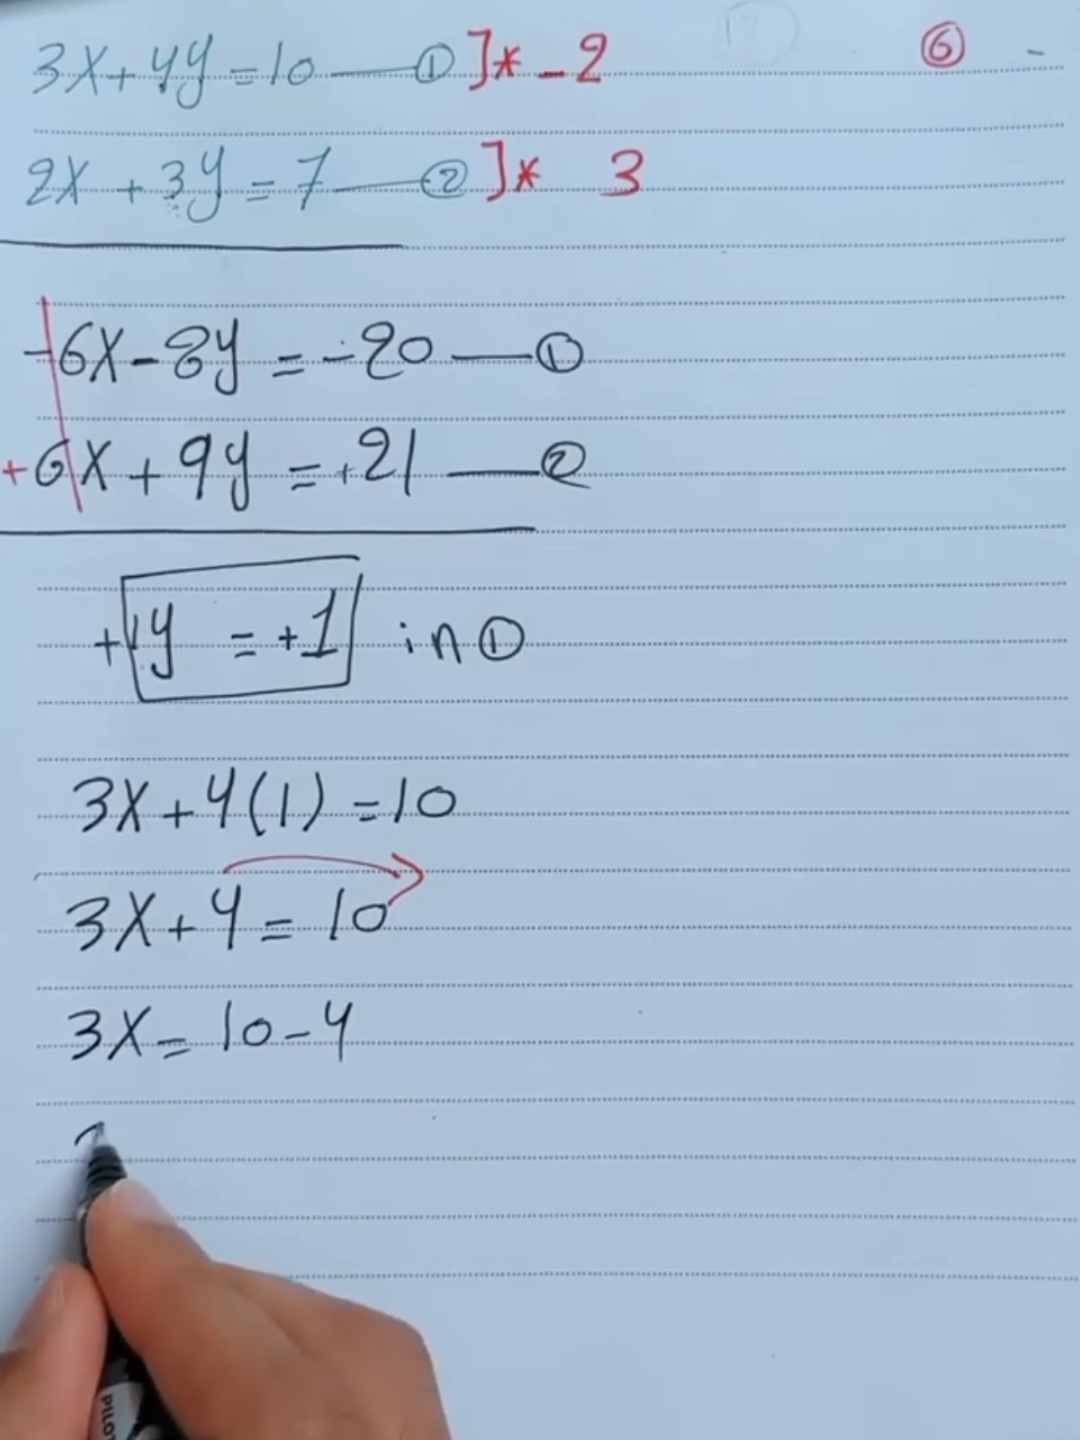 3x+4y=10 —— ① ]* -2 ⑥ -
2x+3y=7 —— ② ]* 3
-6x-8y=-20 —— ①
+6x+9y=+21 —— ②
+1y=+1 in ①
3x+4(1)=10
3x+4=10
3x=10-4
PILOT